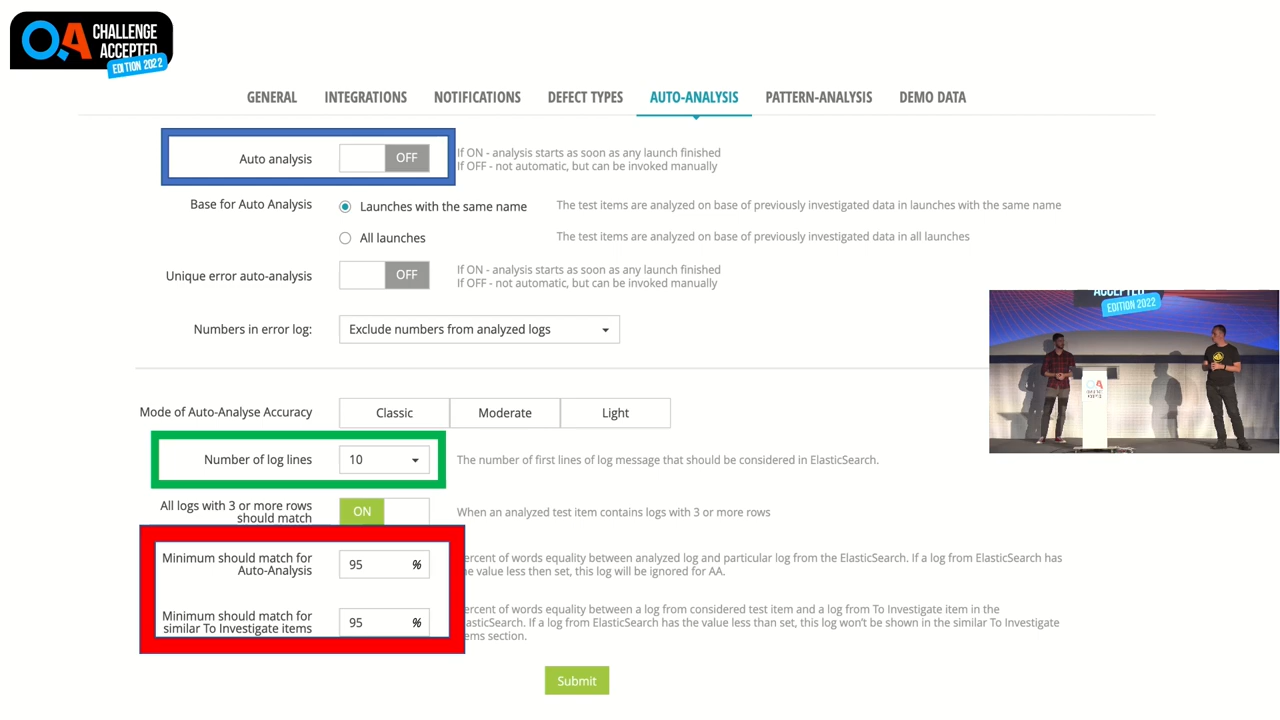 QA CHALLENGE
ACCEPTED
EDITION 2022
GENERAL INTEGRATIONS NOTIFICATIONS DEFECT TYPES AUTO-ANALYSIS PATTERN-ANALYSIS DEMO DATA
Auto analysis OFF
If ON - analysis starts as soon as any launch finished
If OFF - not automatic, but can be invoked manually
Base for Auto Analysis Launches with the same name The test items are analyzed on base of previously investigated data in launches with the same name
All launches The test items are analyzed on base of previously investigated data in all launches
Unique error auto-analysis OFF
If ON - analysis starts as soon as any launch finished
If OFF - not automatic, but can be invoked manually
Numbers in error log: Exclude numbers from analyzed logs
ACCEPTED
EDITION 2022
QA
Mode of Auto-Analyse Accuracy Classic Moderate Light
Number of log lines 10 The number of first lines of log message that should be considered in ElasticSearch.
All logs with 3 or more rows
should match
ON When an analyzed test item contains logs with 3 or more rows
Minimum should match for
Auto-Analysis
95 %
ercent of words equality between analyzed log and particular log from the ElasticSearch. If a log from ElasticSearch has
e value less then set, this log will be ignored for AA.
Minimum should match for
similar To Investigate items
95 %
ercent of words equality between a log from considered test item and a log from To Investigate item in the
asticSearch. If a log from ElasticSearch has the value less than set, this log won't be shown in the similar To Investigate
ems section.
Submit